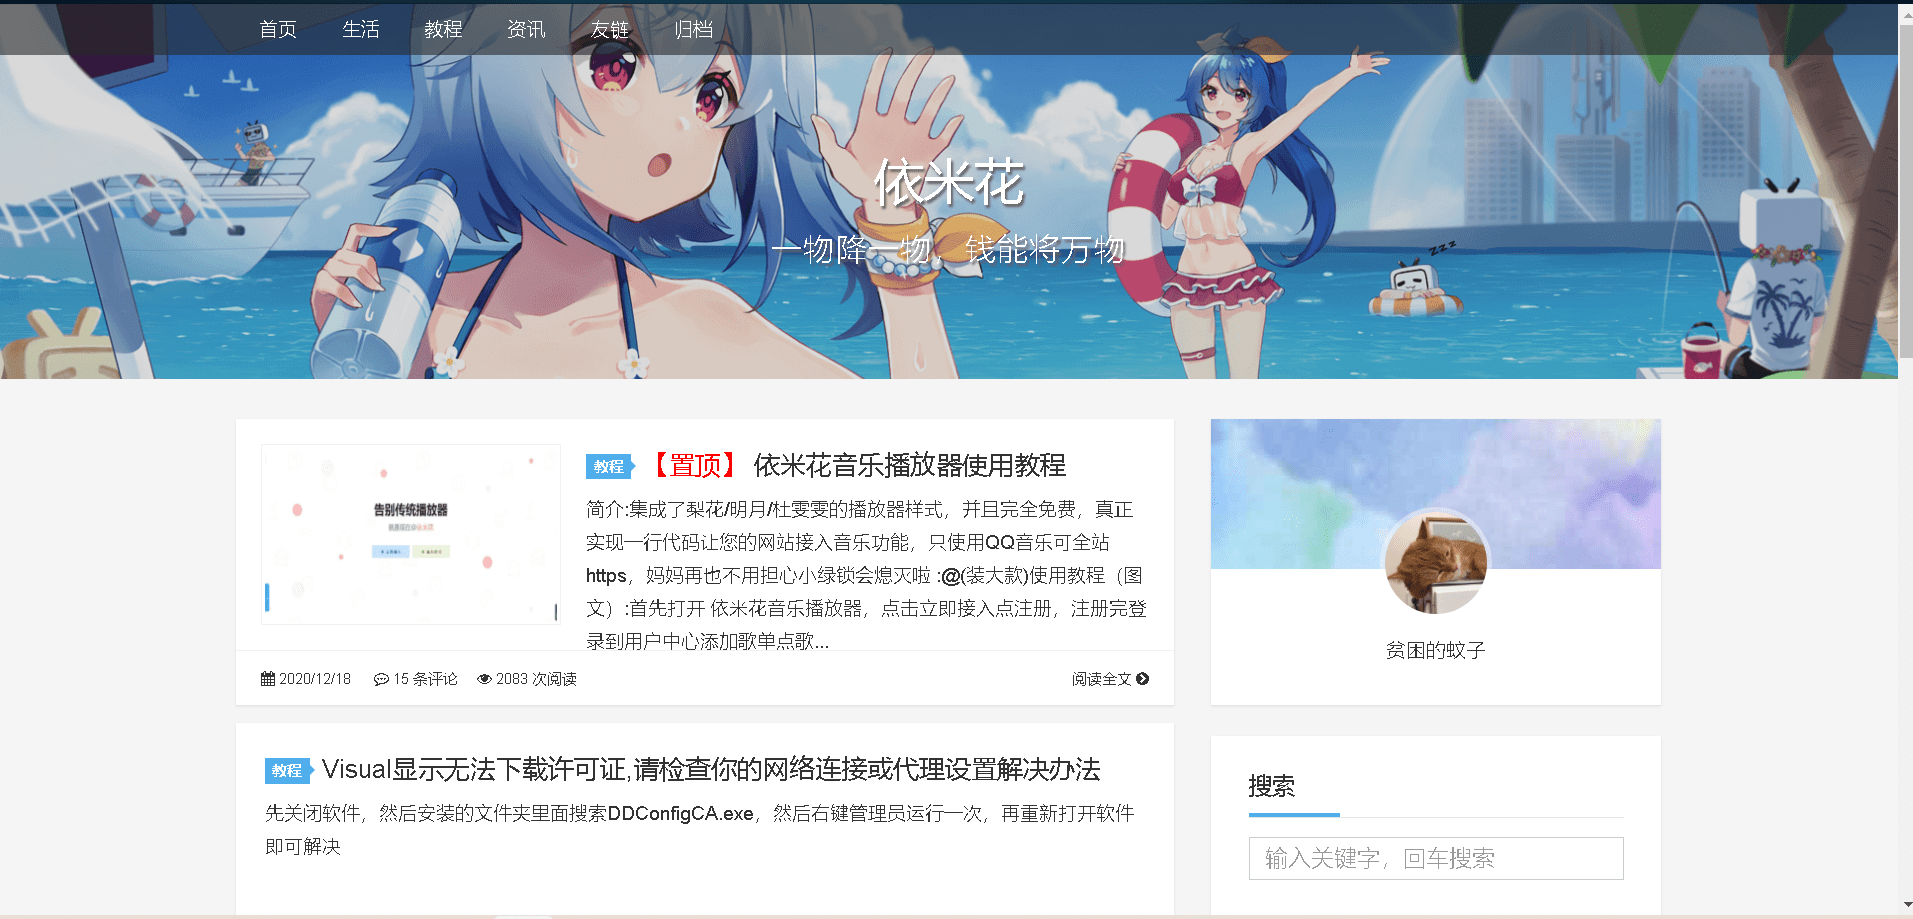 首页 生活 教程 资讯 友链 归档
依米花
一物降一物，钱能将万物
zzz
告别传统播放器
教程 【置顶】 依米花音乐播放器使用教程
简介:集成了梨花/明月/杜雯雯的播放器样式，并且完全免费，真正
实现一行代码让您的网站接入音乐功能，只使用QQ音乐可全站
https，妈妈再也不用担心小绿锁会熄灭啦 :@(装大款)使用教程（图
文）:首先打开 依米花音乐播放器，点击立即接入点注册，注册完登
录到用户中心添加歌单点歌...
2020/12/18 15 条评论 2083 次阅读 阅读全文
贫困的蚊子
教程 Visual显示无法下载许可证,请检查你的网络连接或代理设置解决办法
先关闭软件，然后安装的文件夹里面搜索DDConfigCA.exe，然后右键管理员运行一次，再重新打开软件
即可解决
搜索
输入关键字，回车搜索